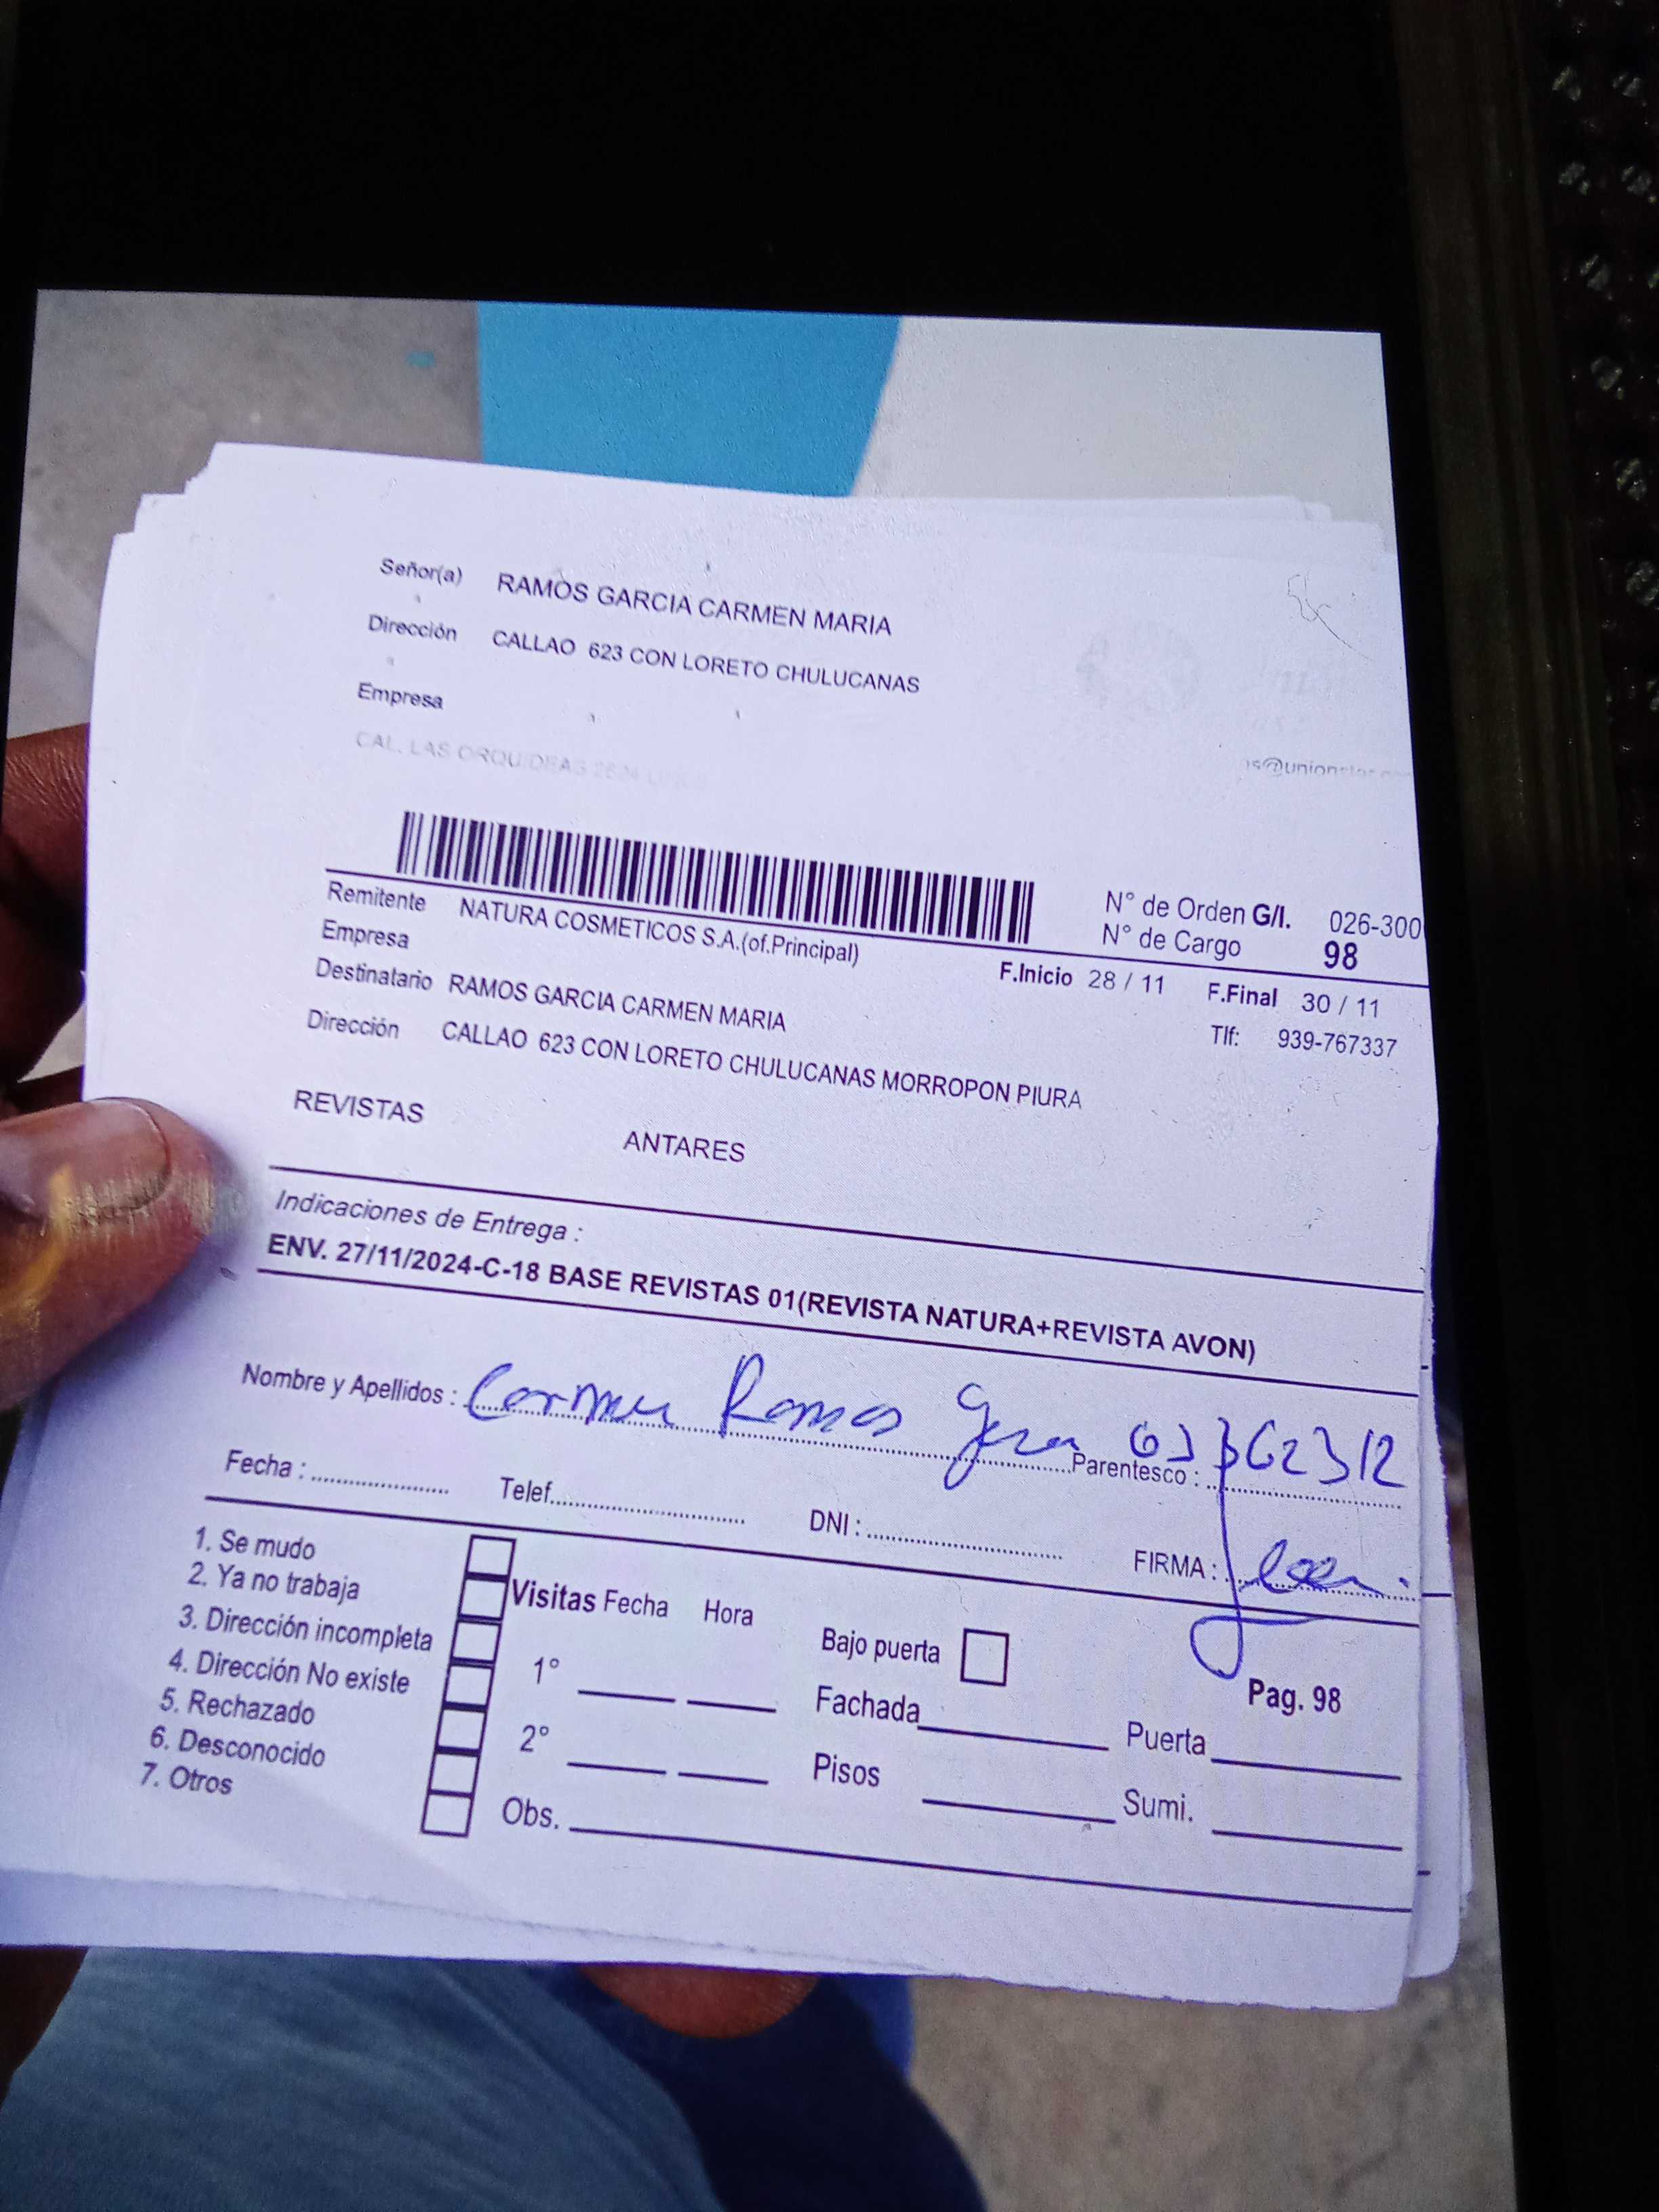 Señor(a) RAMOS GARCIA CARMEN MARIA
Dirección CALLAO 623 CON LORETO CHULUCANAS
Empresa
CAL. LAS ORQUIDEAS
N° de Orden G/I. 026-300
N° de Cargo 98
Remitente NATURA COSMETICOS S.A.(of.Principal)
Empresa
F.Inicio 28 / 11 F.Final 30 / 11
Destinatario RAMOS GARCIA CARMEN MARIA
Tlf: 939-767337
Dirección CALLAO 623 CON LORETO CHULUCANAS MORROPON PIURA
REVISTAS
ANTARES
Indicaciones de Entrega :
ENV. 27/11/2024-C-18 BASE REVISTAS 01(REVISTA NATURA+REVISTA AVON)
Nombre y Apellidos : Carmen Ramos
Parentesco :
Fecha : Telef. DNI : FIRMA :
1. Se mudo
2. Ya no trabaja
3. Dirección incompleta
4. Dirección No existe
5. Rechazado
6. Desconocido
7. Otros
Visitas Fecha Hora
1°
2°
Obs.
Bajo puerta
Pag. 98
Fachada Puerta
Pisos Sumi.